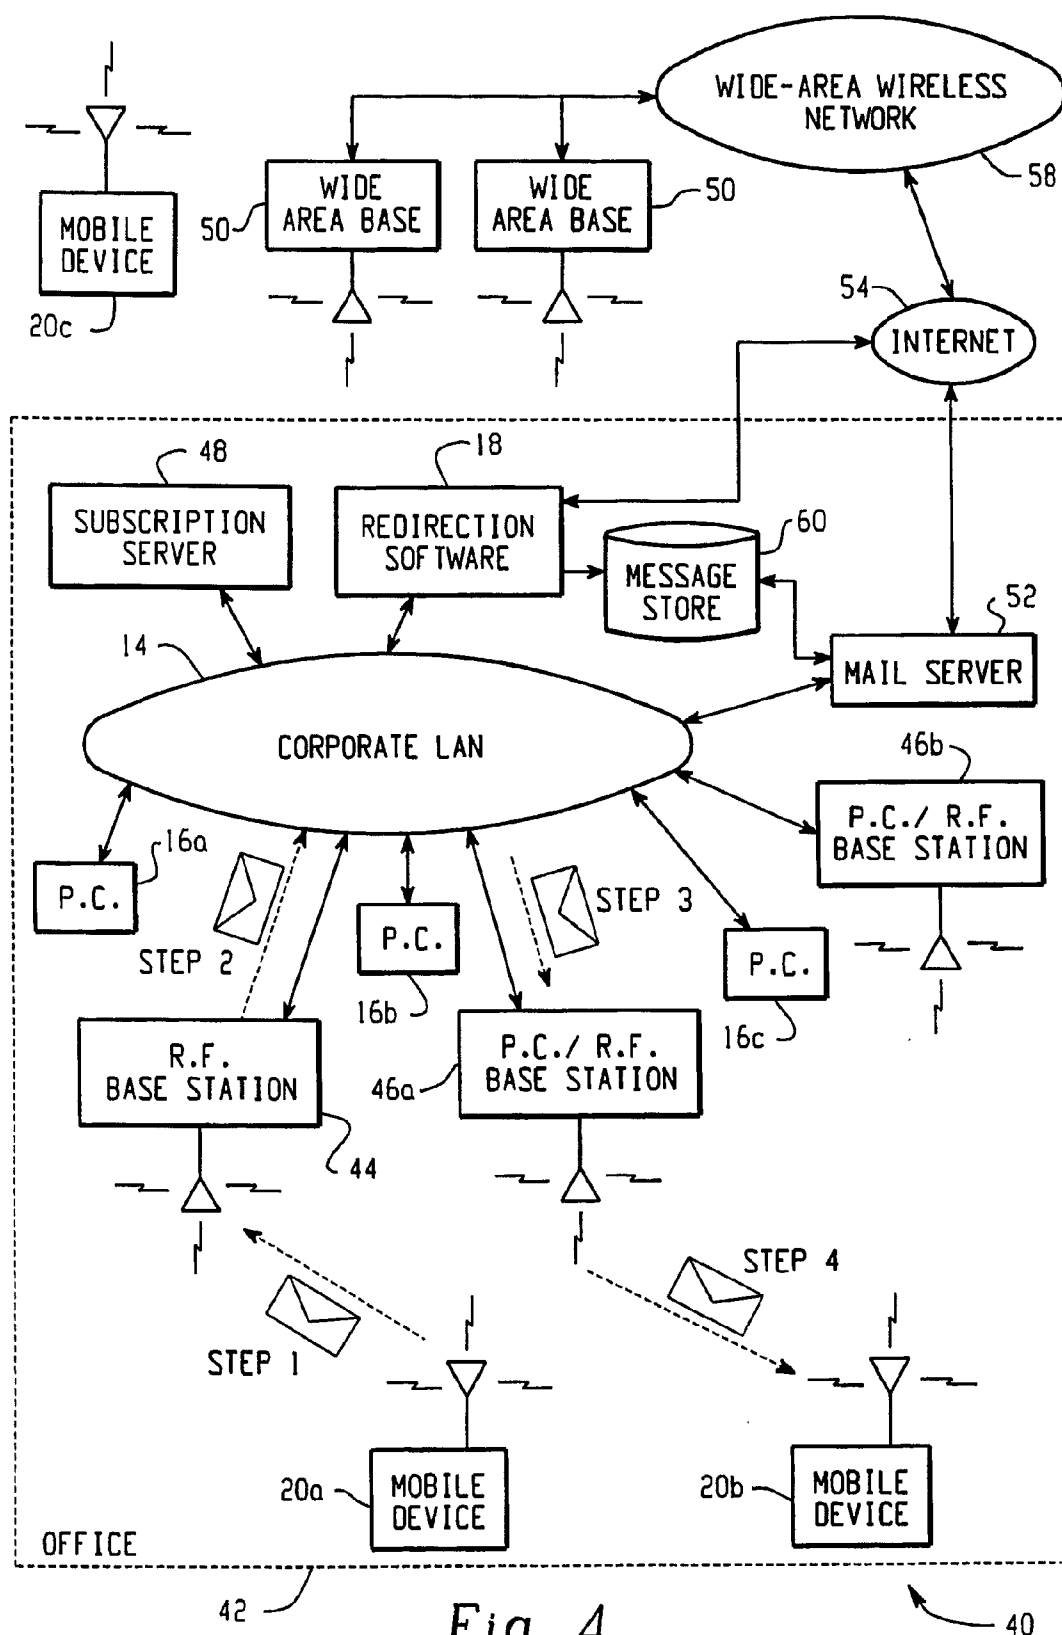 WIDE-AREA WIRELESS
NETWORK
58
WIDE
AREA BASE
50
WIDE
AREA BASE
50
MOBILE
DEVICE
20c
54
INTERNET
48
SUBSCRIPTION
SERVER
18
REDIRECTION
SOFTWARE
60
MESSAGE
STORE
52
MAIL SERVER
14
CORPORATE LAN
46b
P.C./ R.F.
BASE STATION
16a
P.C.
STEP 2
P.C.
16b
STEP 3
P.C.
16c
R.F.
BASE STATION
44
P.C./ R.F.
BASE STATION
46a
STEP 1
STEP 4
20a
MOBILE
DEVICE
20b
MOBILE
DEVICE
OFFICE
42
Fig. 4
40